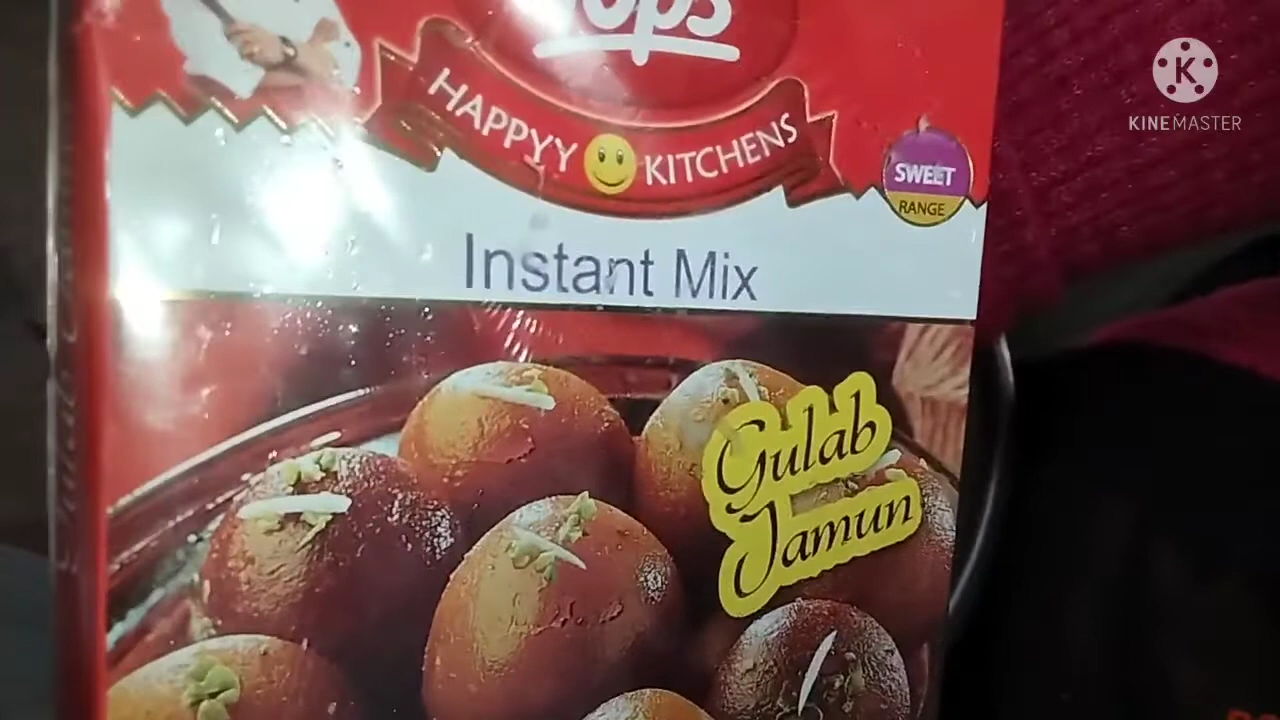 HAPPYY KITCHENS
SWEET
RANGE
KINEMASTER
Instant Mix
Gulab
Jamun